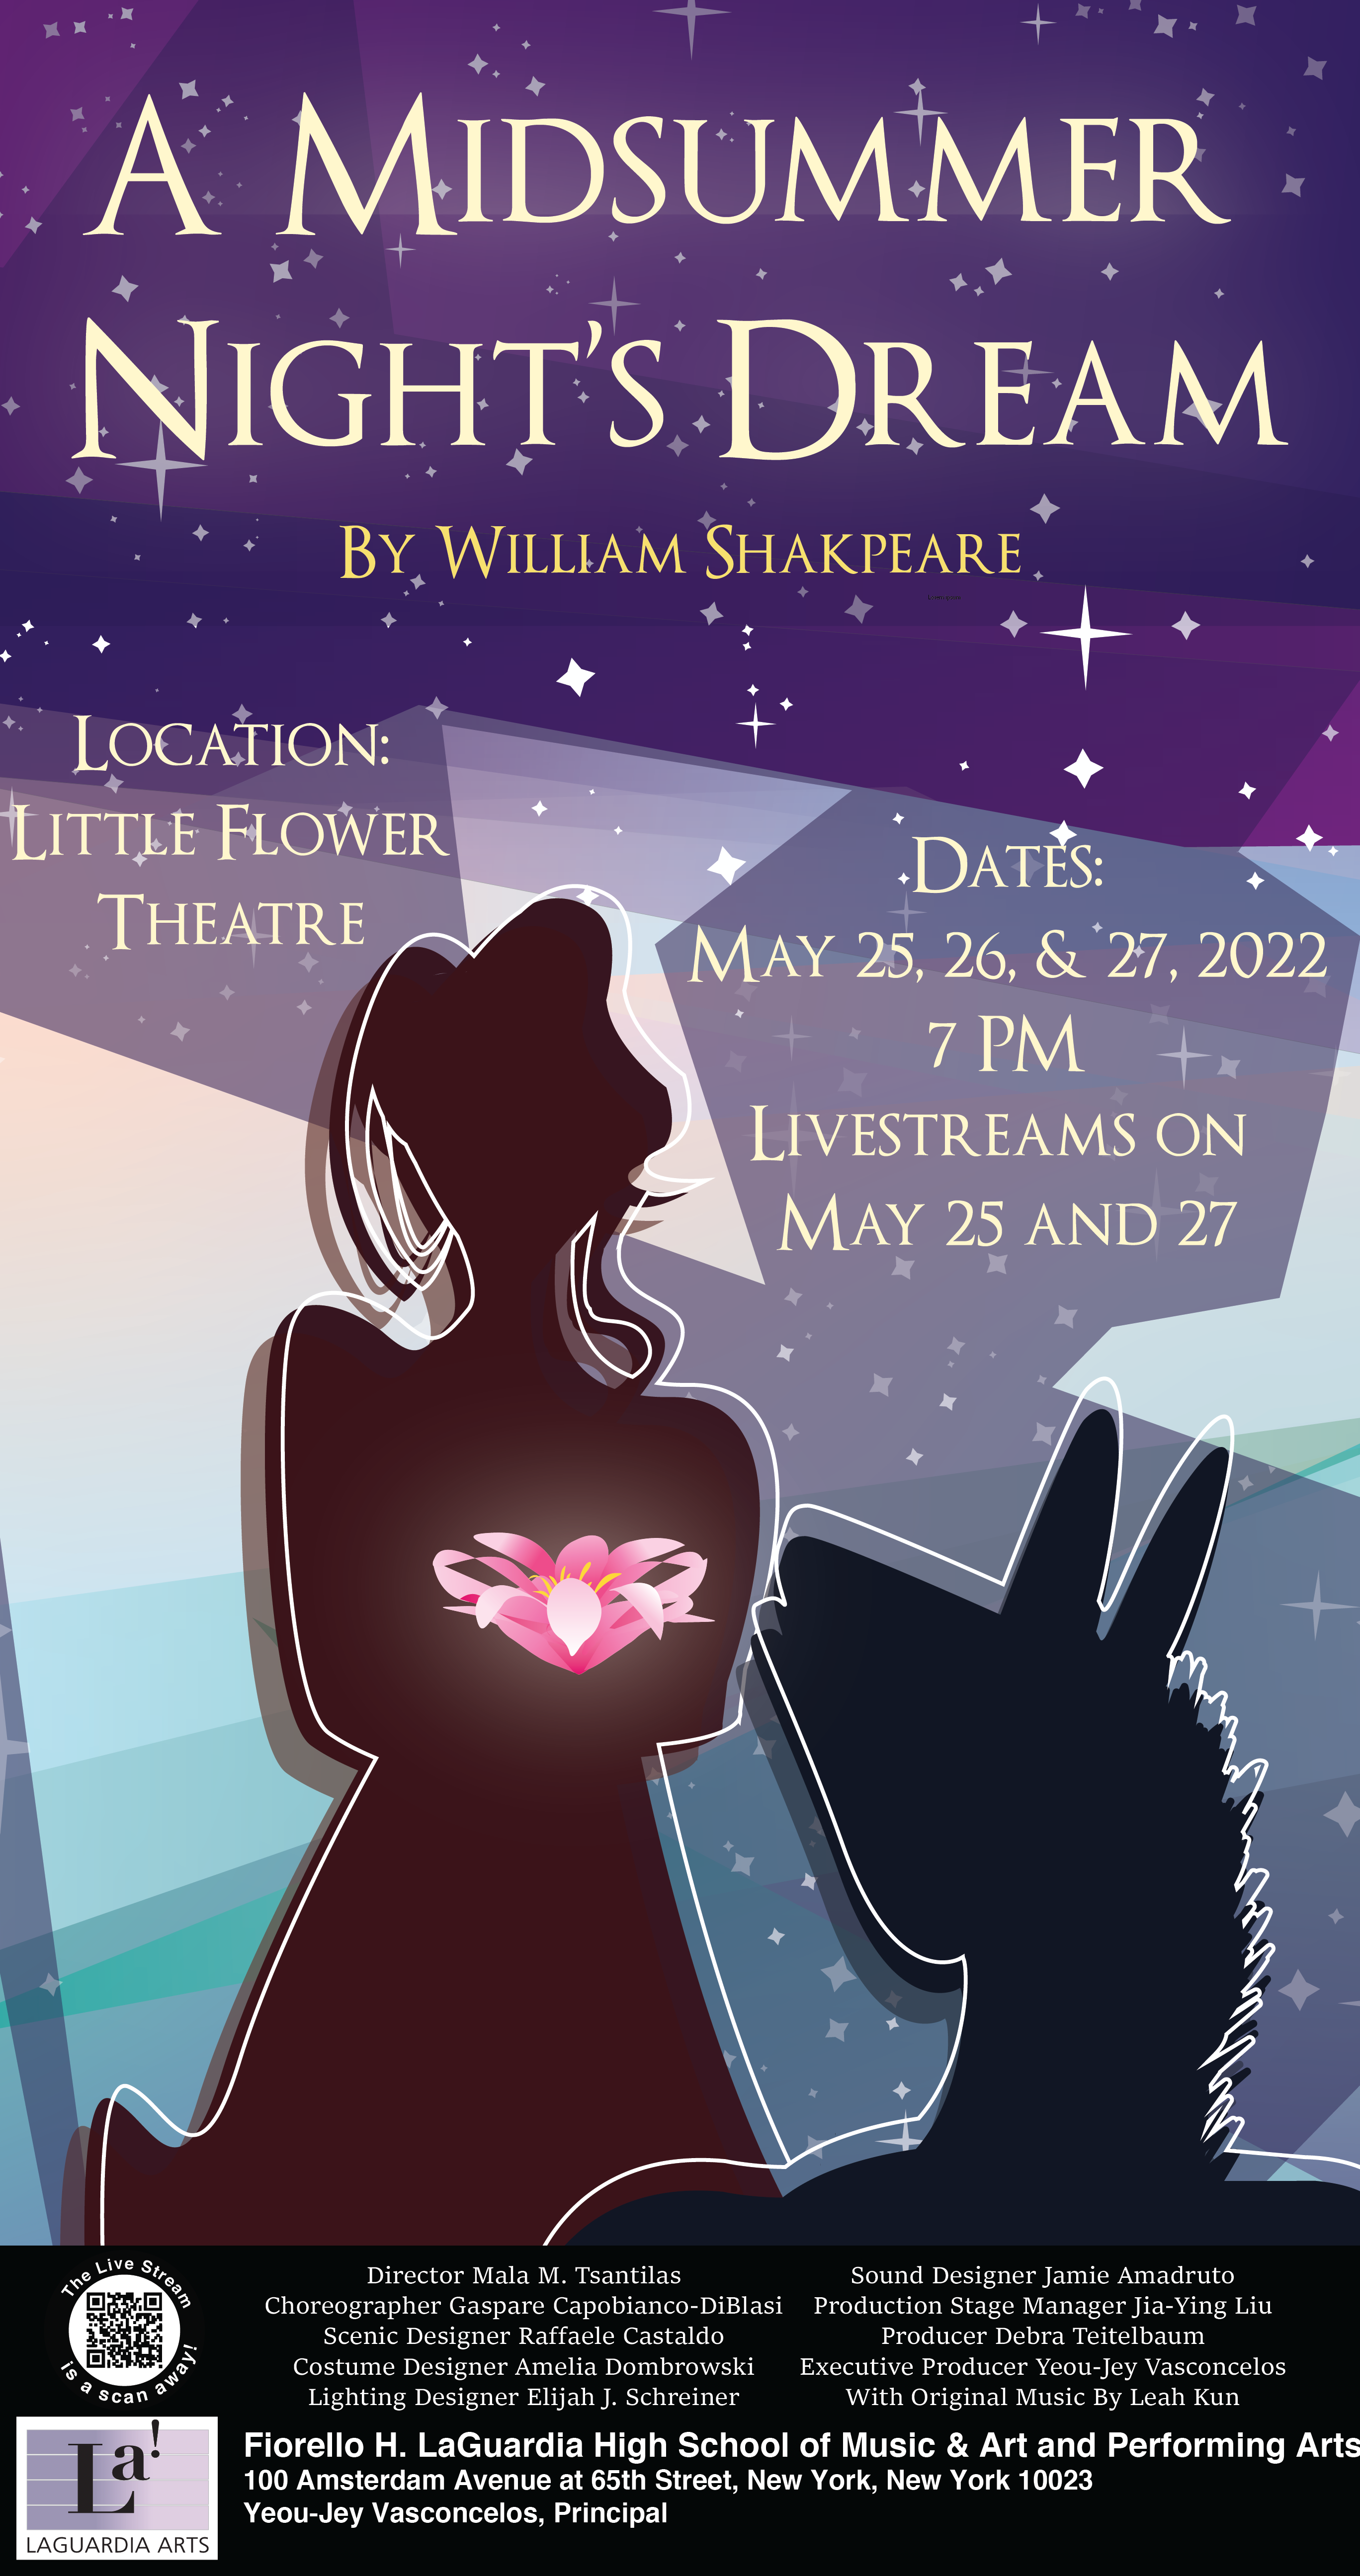 A Midsummer
Night's Dream
By William Shakpeare
Location:
Little Flower
Theatre
Dates:
May 25, 26, & 27, 2022
7 PM
Livestreams on
May 25 and 27
The Live Stream
is a scan away!
Director Mala M. Tsantilas
Choreographer Gaspare Capobianco-DiBlasi
Scenic Designer Raffaele Castaldo
Costume Designer Amelia Dombrowski
Lighting Designer Elijah J. Schreiner
Sound Designer Jamie Amadruto
Production Stage Manager Jia-Ying Liu
Producer Debra Teitelbaum
Executive Producer Yeou-Jey Vasconcelos
With Original Music By Leah Kun
La!
LAGUARDIA ARTS
Fiorello H. LaGuardia High School of Music & Art and Performing Arts
100 Amsterdam Avenue at 65th Street, New York, New York 10023
Yeou-Jey Vasconcelos, Principal